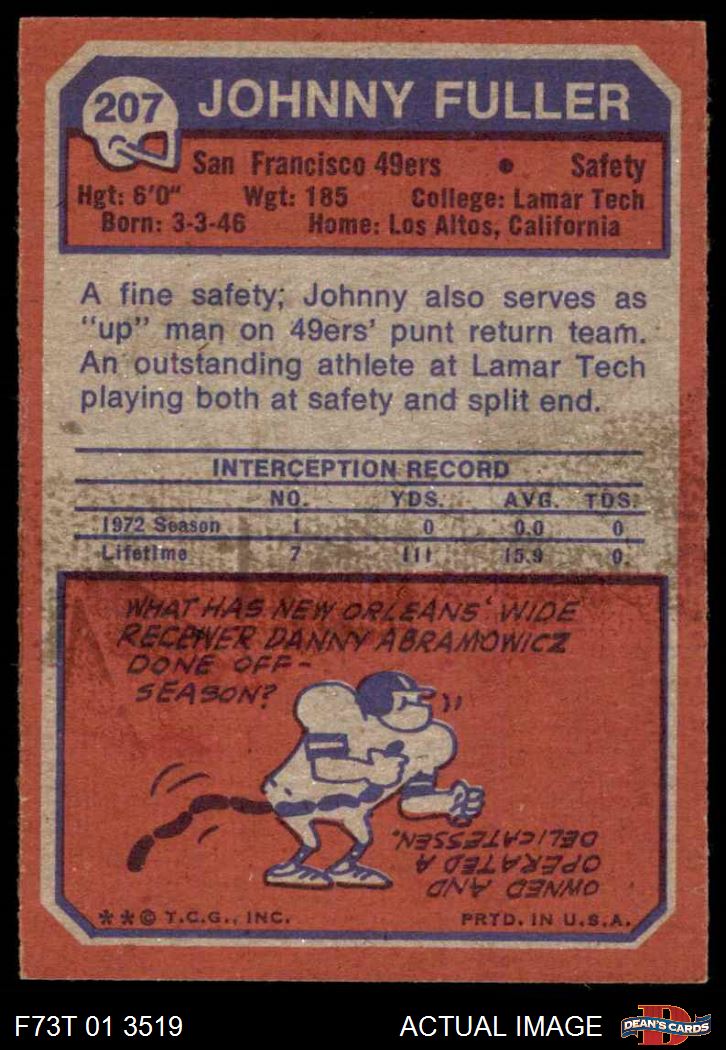 207 JOHNNY FULLER
San Francisco 49ers • Safety
Hgt: 6'0" Wgt: 185 College: Lamar Tech
Born: 3-3-46 Home: Los Altos, California
A fine safety; Johnny also serves as
"up" man on 49ers' punt return team.
An outstanding athlete at Lamar Tech
playing both at safety and split end.
INTERCEPTION RECORD
NO. YDS. AVG. TDS.
1972 Season 1 0 0.0 0
Lifetime 7 111 15.9 0
WHAT HAS NEW ORLEANS' WIDE
RECEIVER DANNY ABRAMOWICZ
DONE OFF-
SEASON?
OWNED AND
OPERATED A
DELICATESSEN.
**© T.C.G., INC. PRTD. IN U.S.A.
F73T 01 3519 ACTUAL IMAGE D DEAN'S CARDS